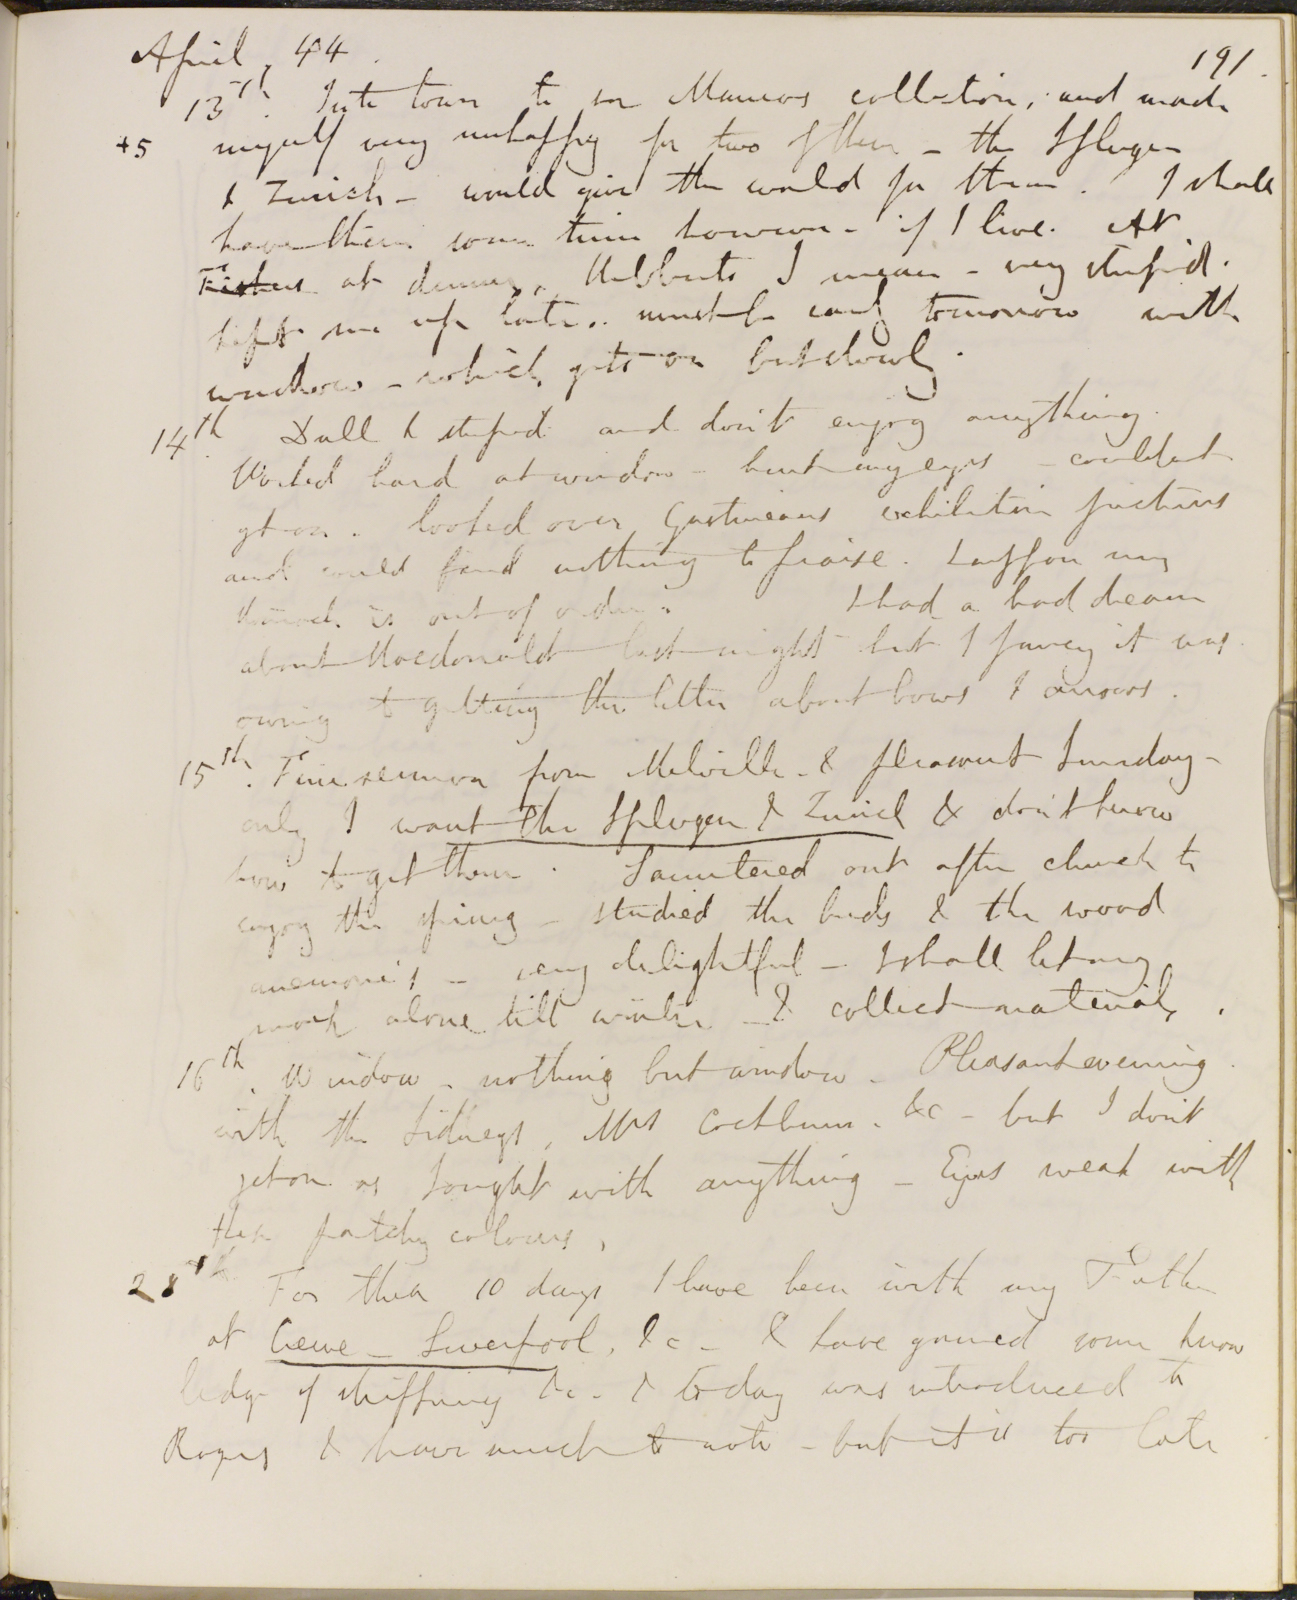 April, 44. 191.
13th. Into town to see Munros collection, and made
+5 myself very unhappy for two of them - the Splugen
& Zurich - would give the world for them. I shall
have them some time however - if I live. At
Fishers at dinner, Hibberts I mean - very stupid.
kept me up late. must be early tomorrow with
window - which gets on but slowly.
14th. Dull & stupid and don't enjoy anything.
Worked hard at window - hurt my eyes - couldn't
get on. looked over Gastineaus exhibition pictures
and could find nothing to praise. Suppose my
stomach is out of order. I had a bad dream
about Macdonald last night but I fancy it was
owing to getting the letter about bows & arrows.
15th. Fine sermon from Melville. & pleasant Sunday -
only I want the Splugen & Zurich & don't know
how to get them. Sauntered out after church to
enjoy the spring - studied the buds & the wood
anemone's - very delightful - I shall let my
work alone till winter - & collect materials.
16th. Window - nothing but window. Pleasant evening
with the Sidneys, Mrs Cockburn. &c - but I don't
get on as I ought with anything - Eyes weak with
these patchy colours,
28th For these 10 days I have been with my Father
at Crewe - Liverpool, &c - & have gained some know
ledge of shipping &c. & today was introduced to
Rogers & have much to note - but it is too late